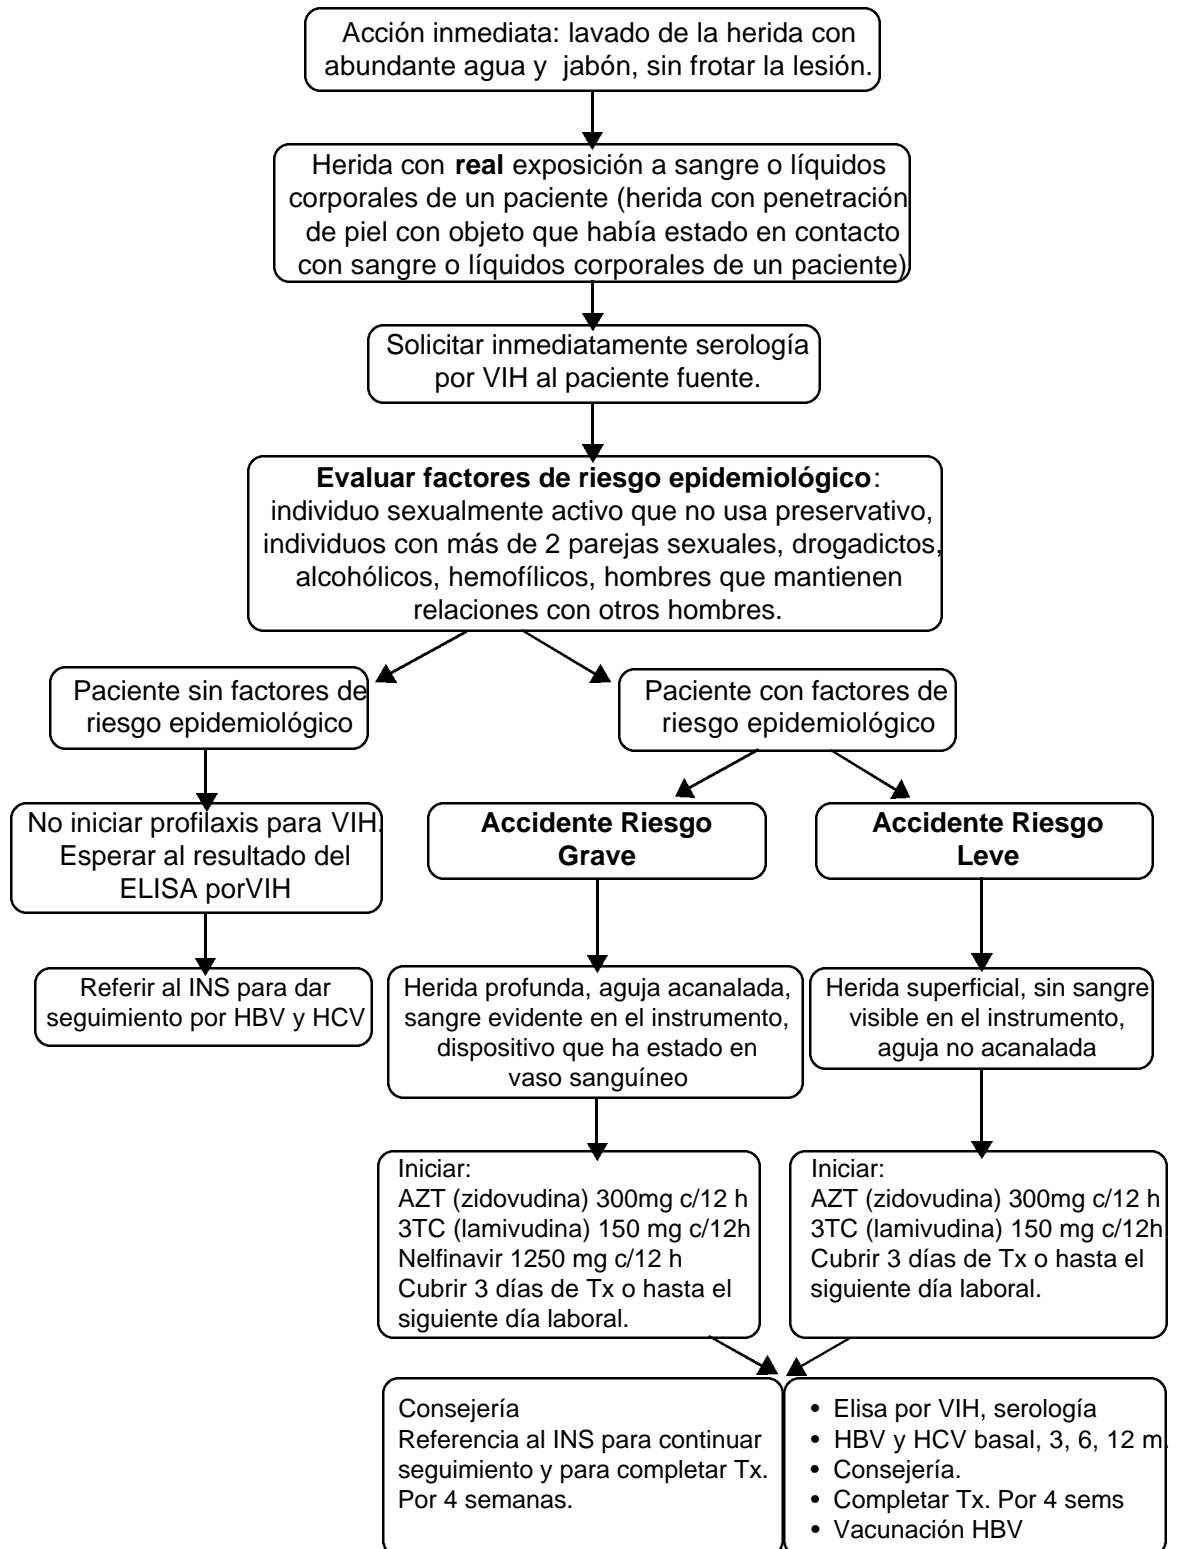 Acción inmediata: lavado de la herida con
abundante agua y jabón, sin frotar la lesión.
Herida con real exposición a sangre o líquidos
corporales de un paciente (herida con penetración
de piel con objeto que había estado en contacto
con sangre o líquidos corporales de un paciente)
Solicitar inmediatamente serología
por VIH al paciente fuente.
Evaluar factores de riesgo epidemiológico:
individuo sexualmente activo que no usa preservativo,
individuos con más de 2 parejas sexuales, drogadictos,
alcohólicos, hemofílicos, hombres que mantienen
relaciones con otros hombres.
Paciente sin factores de
riesgo epidemiológico
Paciente con factores de
riesgo epidemiológico
No iniciar profilaxis para VIH.
Esperar al resultado del
ELISA porVIH
Accidente Riesgo
Grave
Accidente Riesgo
Leve
Referir al INS para dar
seguimiento por HBV y HCV
Herida profunda, aguja acanalada,
sangre evidente en el instrumento,
dispositivo que ha estado en
vaso sanguíneo
Herida superficial, sin sangre
visible en el instrumento,
aguja no acanalada
Iniciar:
AZT (zidovudina) 300mg c/12 h
3TC (lamivudina) 150 mg c/12h
Nelfinavir 1250 mg c/12 h
Cubrir 3 días de Tx o hasta el
siguiente día laboral.
Iniciar:
AZT (zidovudina) 300mg c/12 h
3TC (lamivudina) 150 mg c/12h
Cubrir 3 días de Tx o hasta el
siguiente día laboral.
Consejería
Referencia al INS para continuar
seguimiento y para completar Tx.
Por 4 semanas.
• Elisa por VIH, serología
• HBV y HCV basal, 3, 6, 12 m.
• Consejería.
• Completar Tx. Por 4 sems
• Vacunación HBV